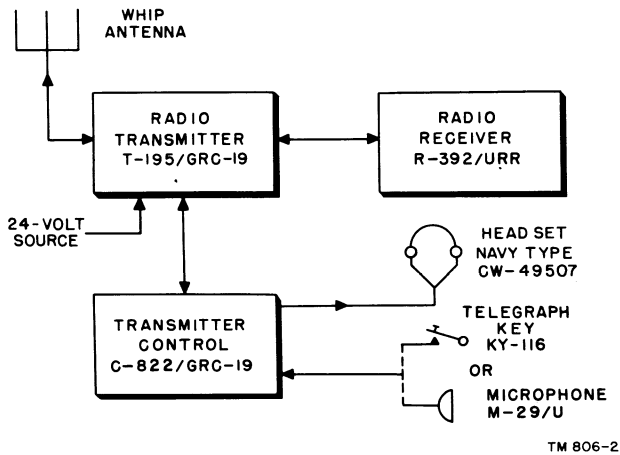 WHIP
ANTENNA
RADIO
TRANSMITTER
T-195/GRC-19
RADIO
RECEIVER
R-392/URR
24-VOLT
SOURCE
HEAD SET
NAVY TYPE
CW-49507
TRANSMITTER
CONTROL
C-822/GRC-19
TELEGRAPH
KEY
KY-116
OR
MICROPHONE
M-29/U
TM 806-2